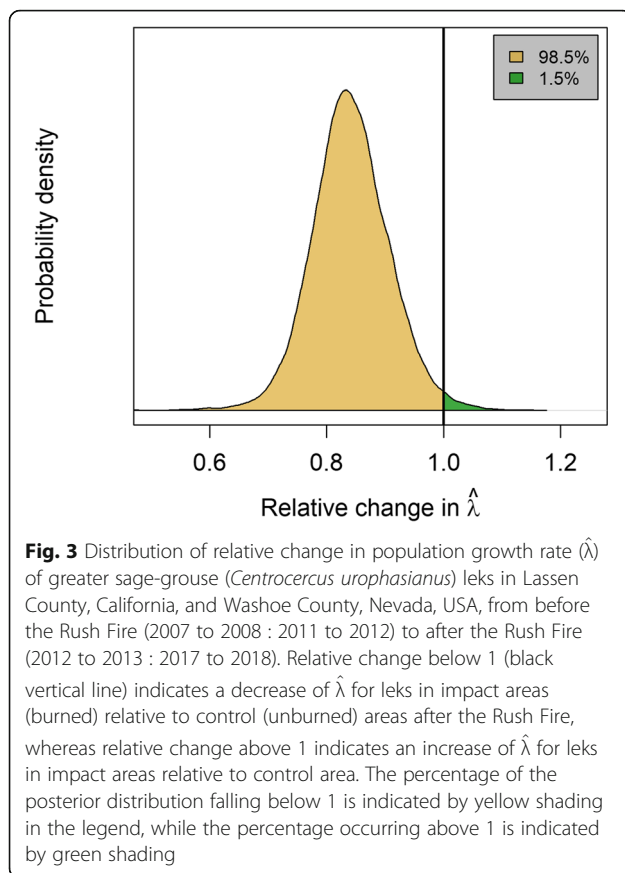 98.5%
1.5%
Probability density
0.6 0.8 1.0 1.2
Relative change in λ̂
Fig. 3 Distribution of relative change in population growth rate (λ̂)
of greater sage-grouse (Centrocercus urophasianus) leks in Lassen
County, California, and Washoe County, Nevada, USA, from before
the Rush Fire (2007 to 2008 : 2011 to 2012) to after the Rush Fire
(2012 to 2013 : 2017 to 2018). Relative change below 1 (black
vertical line) indicates a decrease of λ̂ for leks in impact areas
(burned) relative to control (unburned) areas after the Rush Fire,
whereas relative change above 1 indicates an increase of λ̂ for leks
in impact areas relative to control area. The percentage of the
posterior distribution falling below 1 is indicated by yellow shading
in the legend, while the percentage occurring above 1 is indicated
by green shading